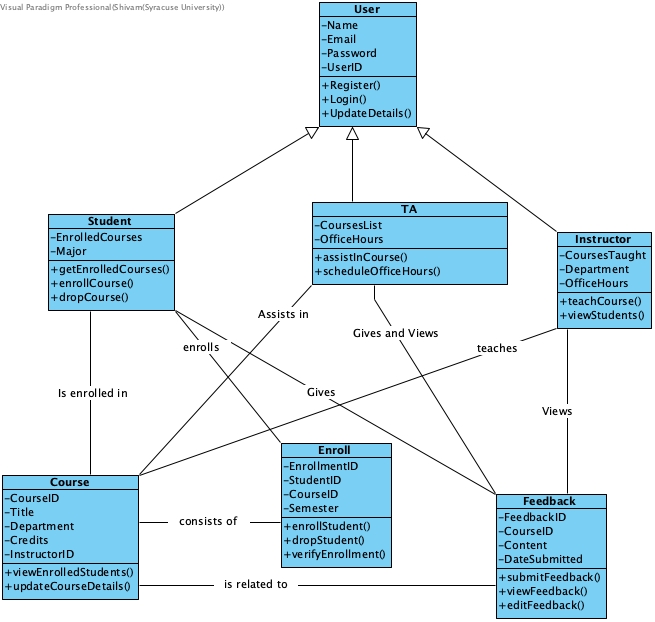 Visual Paradigm Professional(Shivam(Syracuse University))
User
-Name
-Email
-Password
-UserID
+Register()
+Login()
+UpdateDetails()
Student
-EnrolledCourses
-Major
+getEnrolledCourses()
+enrollCourse()
+dropCourse()
TA
-CoursesList
-OfficeHours
+assistInCourse()
+scheduleOfficeHours()
Instructor
-CoursesTaught
-Department
-OfficeHours
+teachCourse()
+viewStudents()
Assists in
Gives and Views
enrolls
teaches
Is enrolled in
Gives
Views
Enroll
-EnrollmentID
-StudentID
-CourseID
-Semester
+enrollStudent()
+dropStudent()
+verifyEnrollment()
Course
-CourseID
-Title
-Department
-Credits
-InstructorID
+viewEnrolledStudents()
+updateCourseDetails()
consists of
is related to
Feedback
-FeedbackID
-CourseID
-Content
-DateSubmitted
+submitFeedback()
+viewFeedback()
+editFeedback()